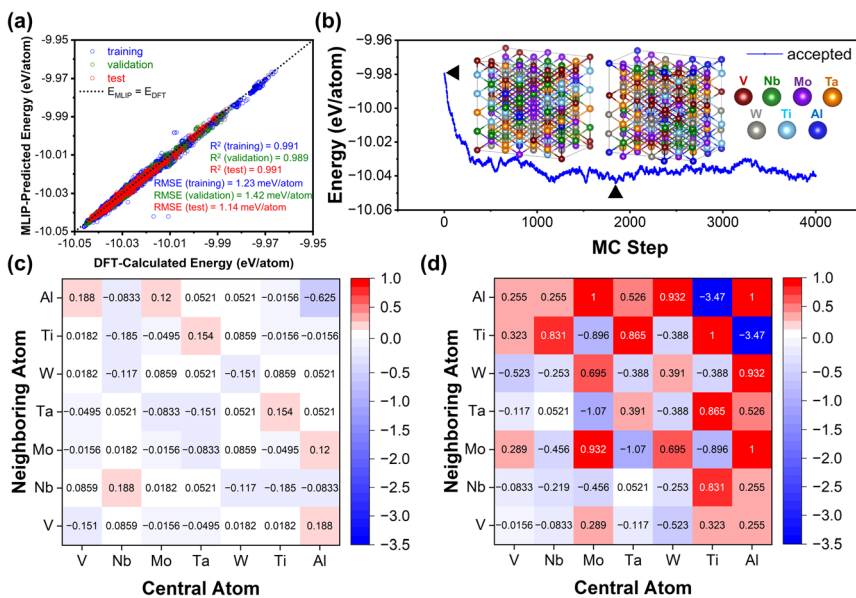 (a)
-9.95
-9.97
-9.99
-10.01
-10.03
-10.05
MLIP-Predicted Energy (eV/atom)
training
validation
test
E_MLIP = E_DFT
R² (training) = 0.991
R² (validation) = 0.989
R² (test) = 0.991
RMSE (training) = 1.23 meV/atom
RMSE (validation) = 1.42 meV/atom
RMSE (test) = 1.14 meV/atom
-10.05 -10.03 -10.01 -9.99 -9.97 -9.95
DFT-Calculated Energy (eV/atom)
(b)
-9.96
-9.98
-10.00
-10.02
-10.04
-10.06
Energy (eV/atom)
accepted
V Nb Mo Ta
W Ti Al
0 1000 2000 3000 4000
MC Step
(c)
Neighboring Atom
Al 0.188 −0.0833 0.12 0.0521 0.0521 −0.0156 −0.625
Ti 0.0182 −0.185 −0.0495 0.154 0.0859 −0.0156 −0.0156
W 0.0182 −0.117 0.0859 0.0521 −0.151 0.0859 0.0521
Ta −0.0495 0.0521 −0.0833 −0.151 0.0521 0.154 0.0521
Mo −0.0156 0.0182 −0.0156 −0.0833 0.0859 −0.0495 0.12
Nb 0.0859 0.188 0.0182 0.0521 −0.117 −0.185 −0.0833
V −0.151 0.0859 −0.0156 −0.0495 0.0182 0.0182 0.188
V Nb Mo Ta W Ti Al
Central Atom
1.0
0.5
0.0
−0.5
−1.0
−1.5
−2.0
−2.5
−3.0
−3.5
(d)
Neighboring Atom
Al 0.255 0.255 1 0.526 0.932 −3.47 1
Ti 0.323 0.831 −0.896 0.865 −0.388 1 −3.47
W −0.523 −0.253 0.695 −0.388 0.391 −0.388 0.932
Ta −0.117 0.0521 −1.07 0.391 −0.388 0.865 0.526
Mo 0.289 −0.456 0.932 −1.07 0.695 −0.896 1
Nb −0.0833 −0.219 −0.456 0.0521 −0.253 0.831 0.255
V −0.0156 −0.0833 0.289 −0.117 −0.523 0.323 0.255
V Nb Mo Ta W Ti Al
Central Atom
1.0
0.5
0.0
−0.5
−1.0
−1.5
−2.0
−2.5
−3.0
−3.5